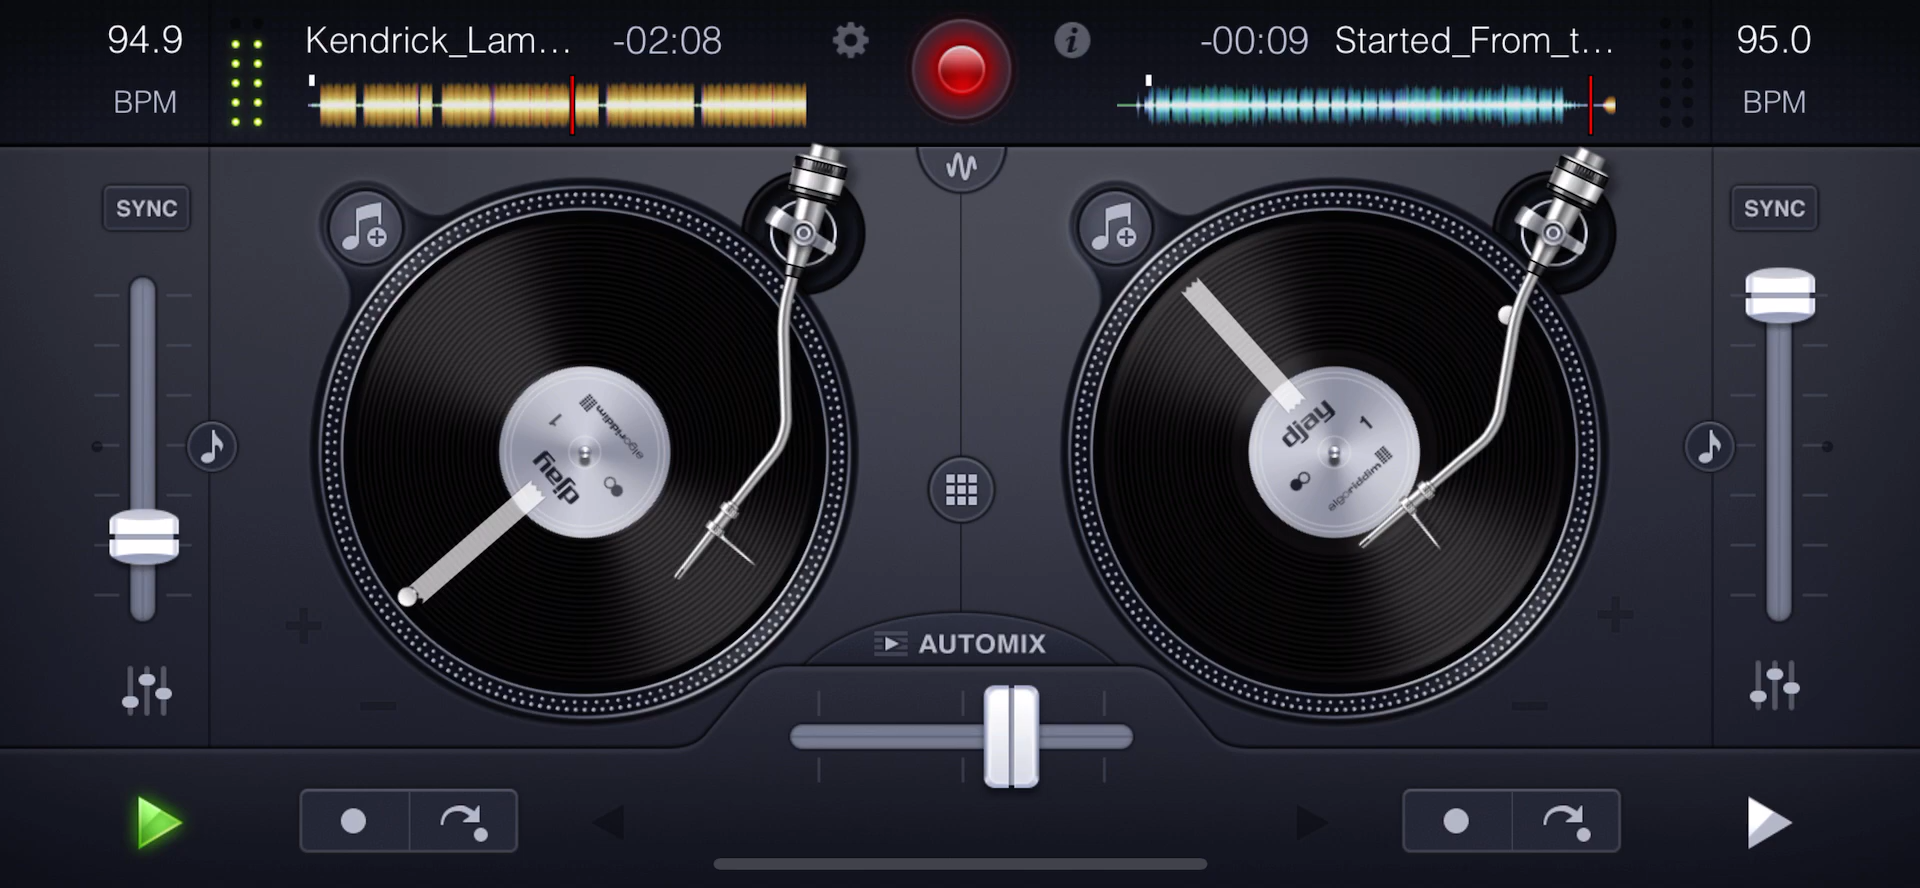 94.9
BPM
Kendrick_Lam...
-02:08
-00:09
Started_From_t...
95.0
BPM
SYNC
SYNC
djay
1
algoriddim
djay
1
algoriddim
AUTOMIX